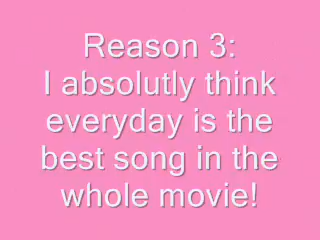 Reason 3:
I absolutly think
everyday is the
best song in the
whole movie!